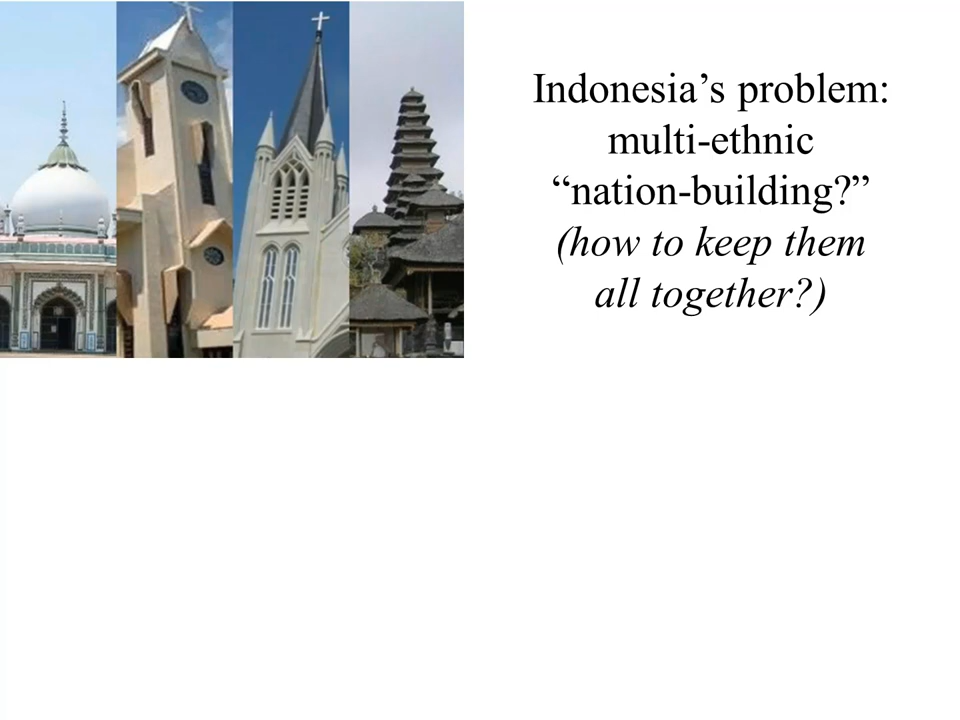 Indonesia’s problem:
multi-ethnic
“nation-building?”
(how to keep them
all together?)